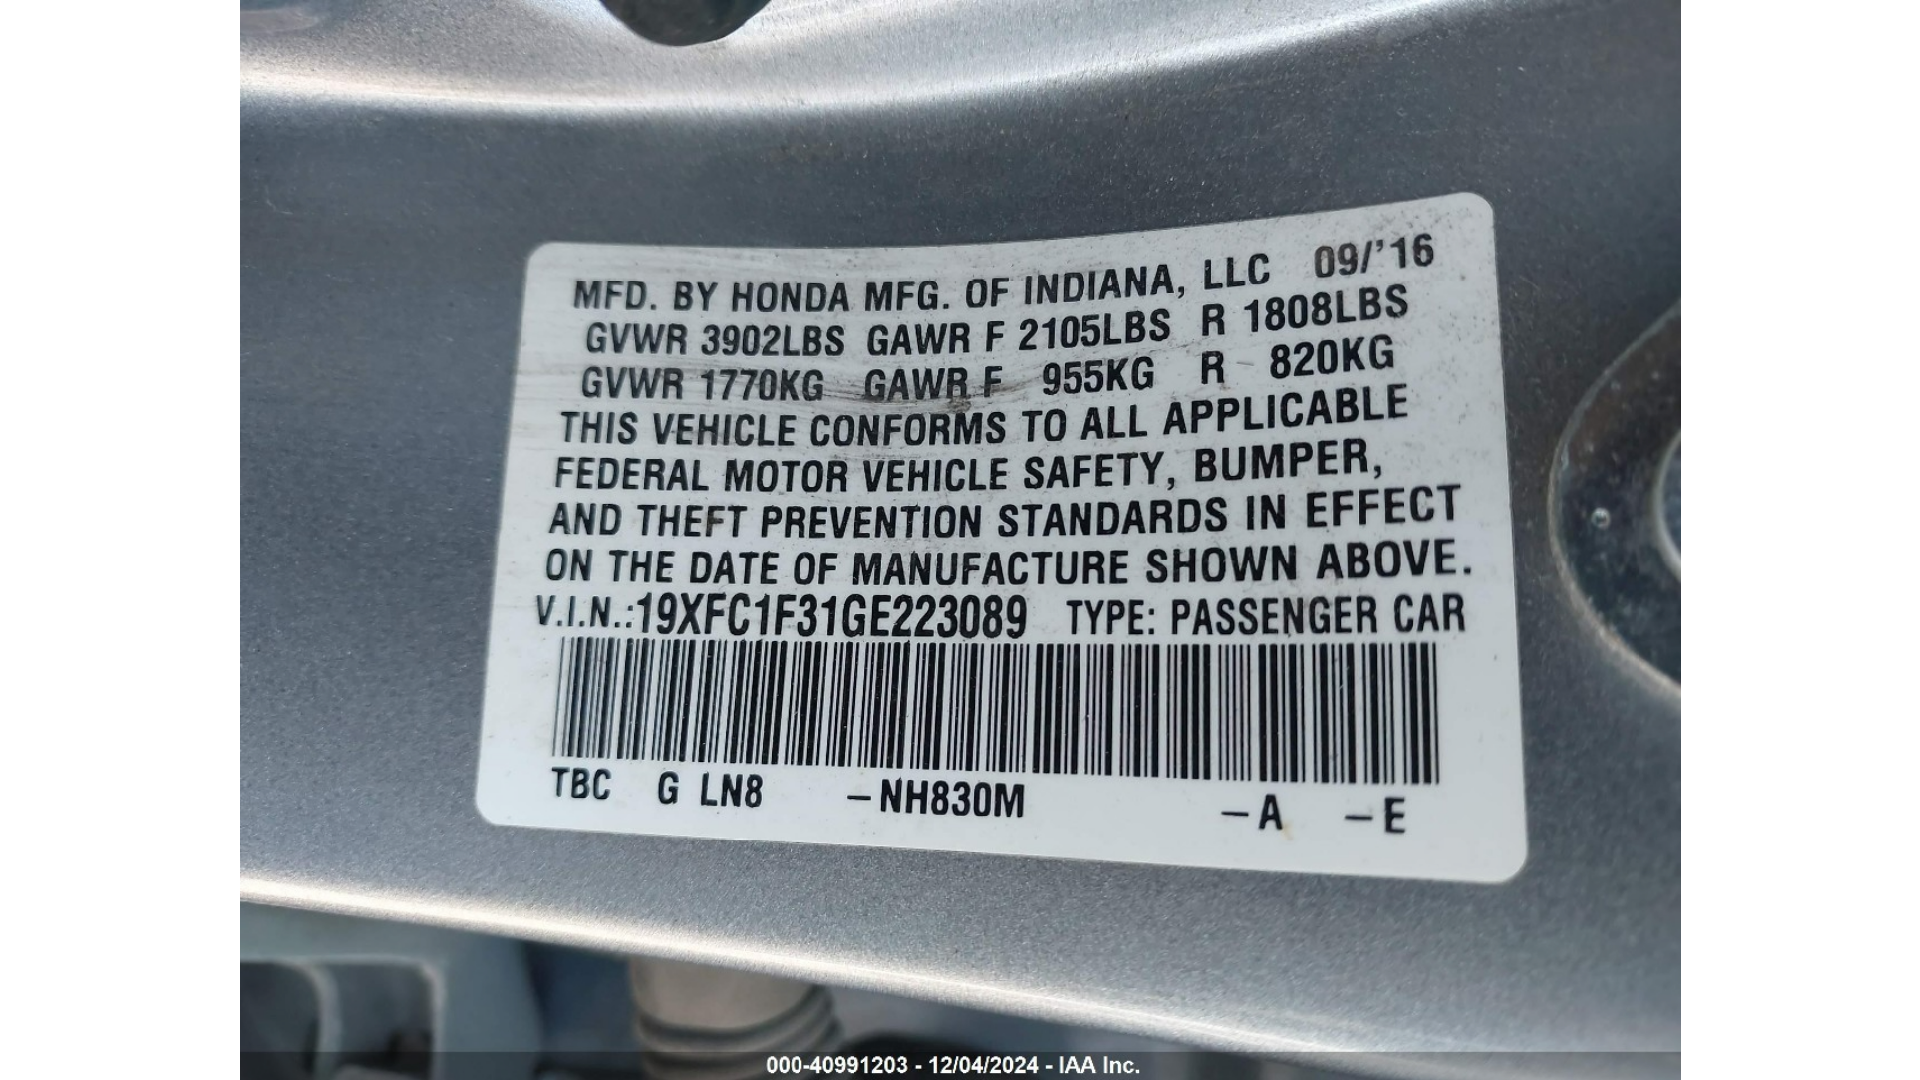 MFD. BY HONDA MFG. OF INDIANA, LLC 09/'16
GVWR 3902LBS GAWR F 2105LBS R 1808LBS
GVWR 1770KG GAWR F 955KG R 820KG
THIS VEHICLE CONFORMS TO ALL APPLICABLE
FEDERAL MOTOR VEHICLE SAFETY, BUMPER,
AND THEFT PREVENTION STANDARDS IN EFFECT
ON THE DATE OF MANUFACTURE SHOWN ABOVE.
V.I.N.:19XFC1F31GE223089 TYPE: PASSENGER CAR
TBC G LN8 –NH830M –A –E
000-40991203 - 12/04/2024 - IAA Inc.